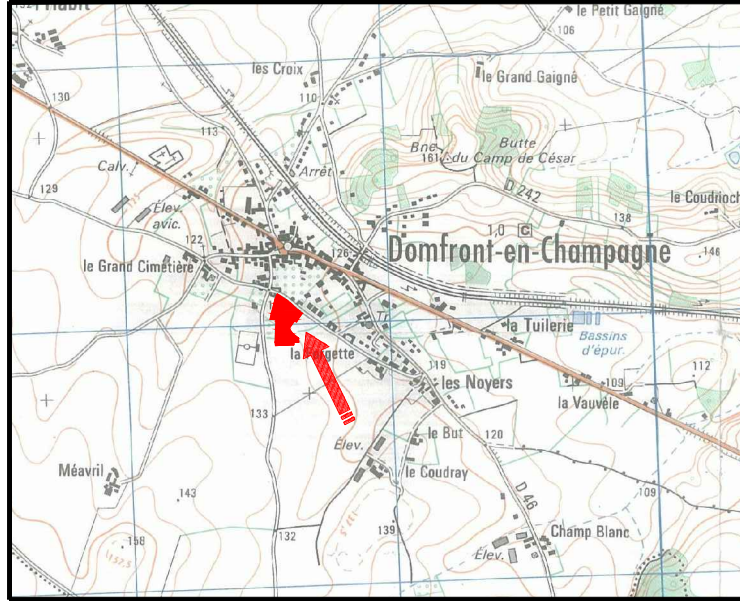 le Petit Gaigné
106
les Croix
le Grand Gaigné
130
110
113
Bne
161
Butte
du Camp de César
Calv.
Arrêt
D 242
129
Élev.
avic.
le Coudrioch
138
1,0 C
122
126
146
Domfront-en-Champagne
le Grand Cimetière
la Tuilerie
Bassins
d'épur.
119
112
les Noyers
109
la Vauvèle
133
le But
120
Élev.
Méavril
le Coudray
143
D 46
109
132
139
Champ Blanc
158
Élev.